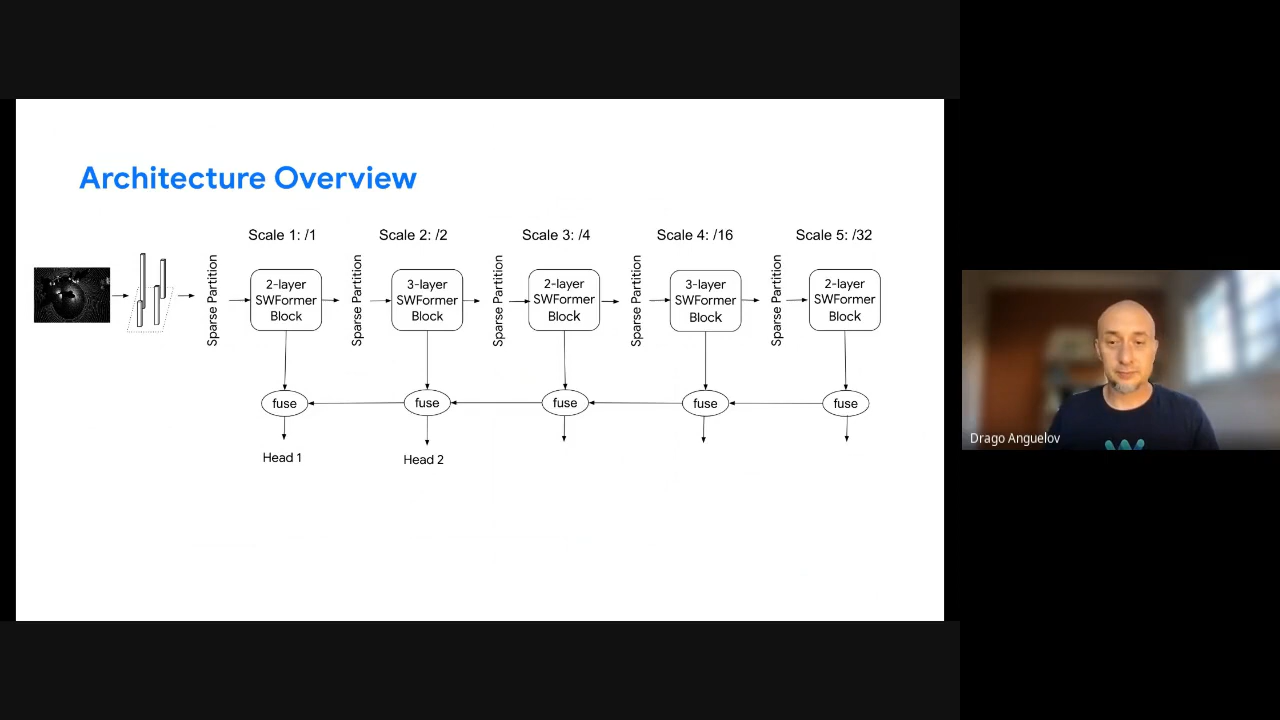 Architecture Overview
Scale 1: /1
Scale 2: /2
Scale 3: /4
Scale 4: /16
Scale 5: /32
Sparse Partition
2-layer
SWFormer
Block
Sparse Partition
3-layer
SWFormer
Block
Sparse Partition
2-layer
SWFormer
Block
Sparse Partition
3-layer
SWFormer
Block
Sparse Partition
2-layer
SWFormer
Block
fuse
fuse
fuse
fuse
fuse
Head 1
Head 2
Drago Anguelov